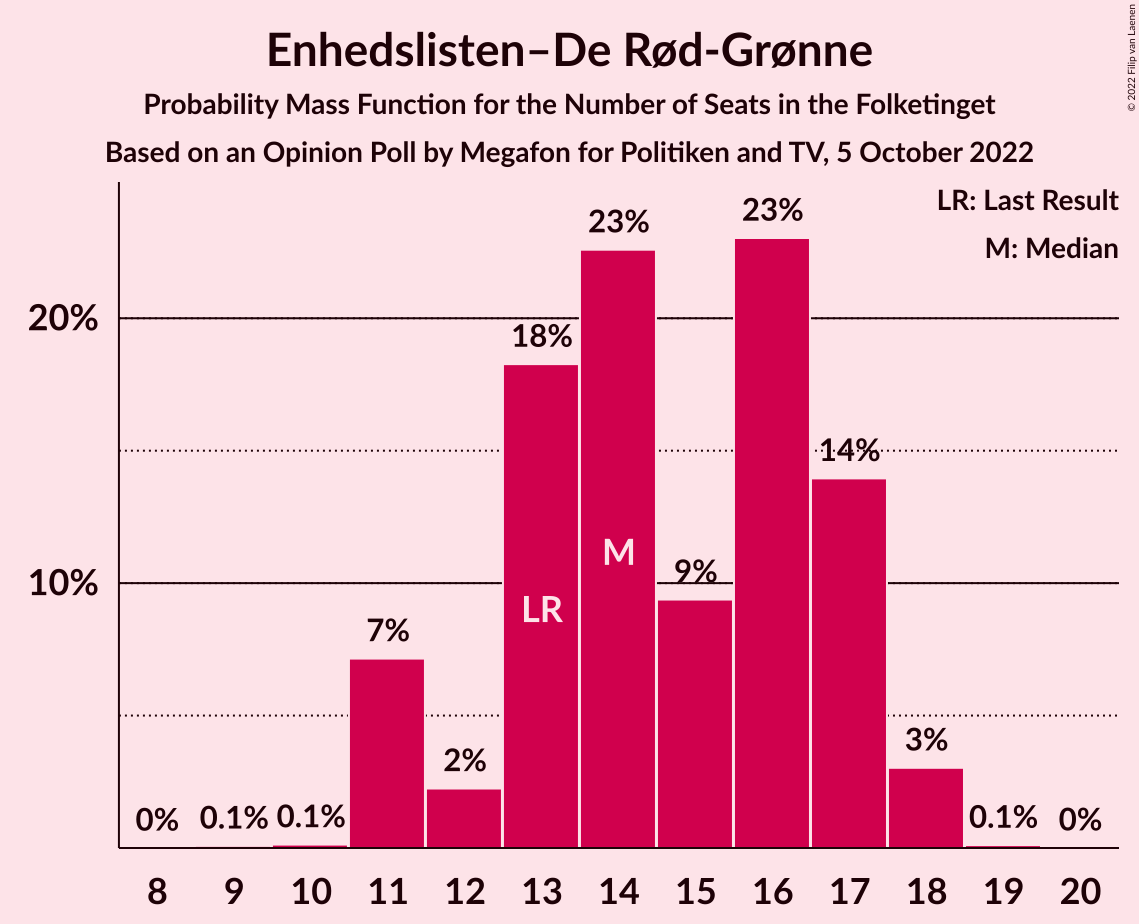 Enhedslisten–De Rød-Grønne
Probability Mass Function for the Number of Seats in the Folketinget
Based on an Opinion Poll by Megafon for Politiken and TV, 5 October 2022
© 2022 Filip van Laenen
LR: Last Result
M: Median
20%
10%
0%
0.1%
0.1%
7%
2%
18%
23%
9%
23%
14%
3%
0.1%
0%
LR
M
8 9 10 11 12 13 14 15 16 17 18 19 20